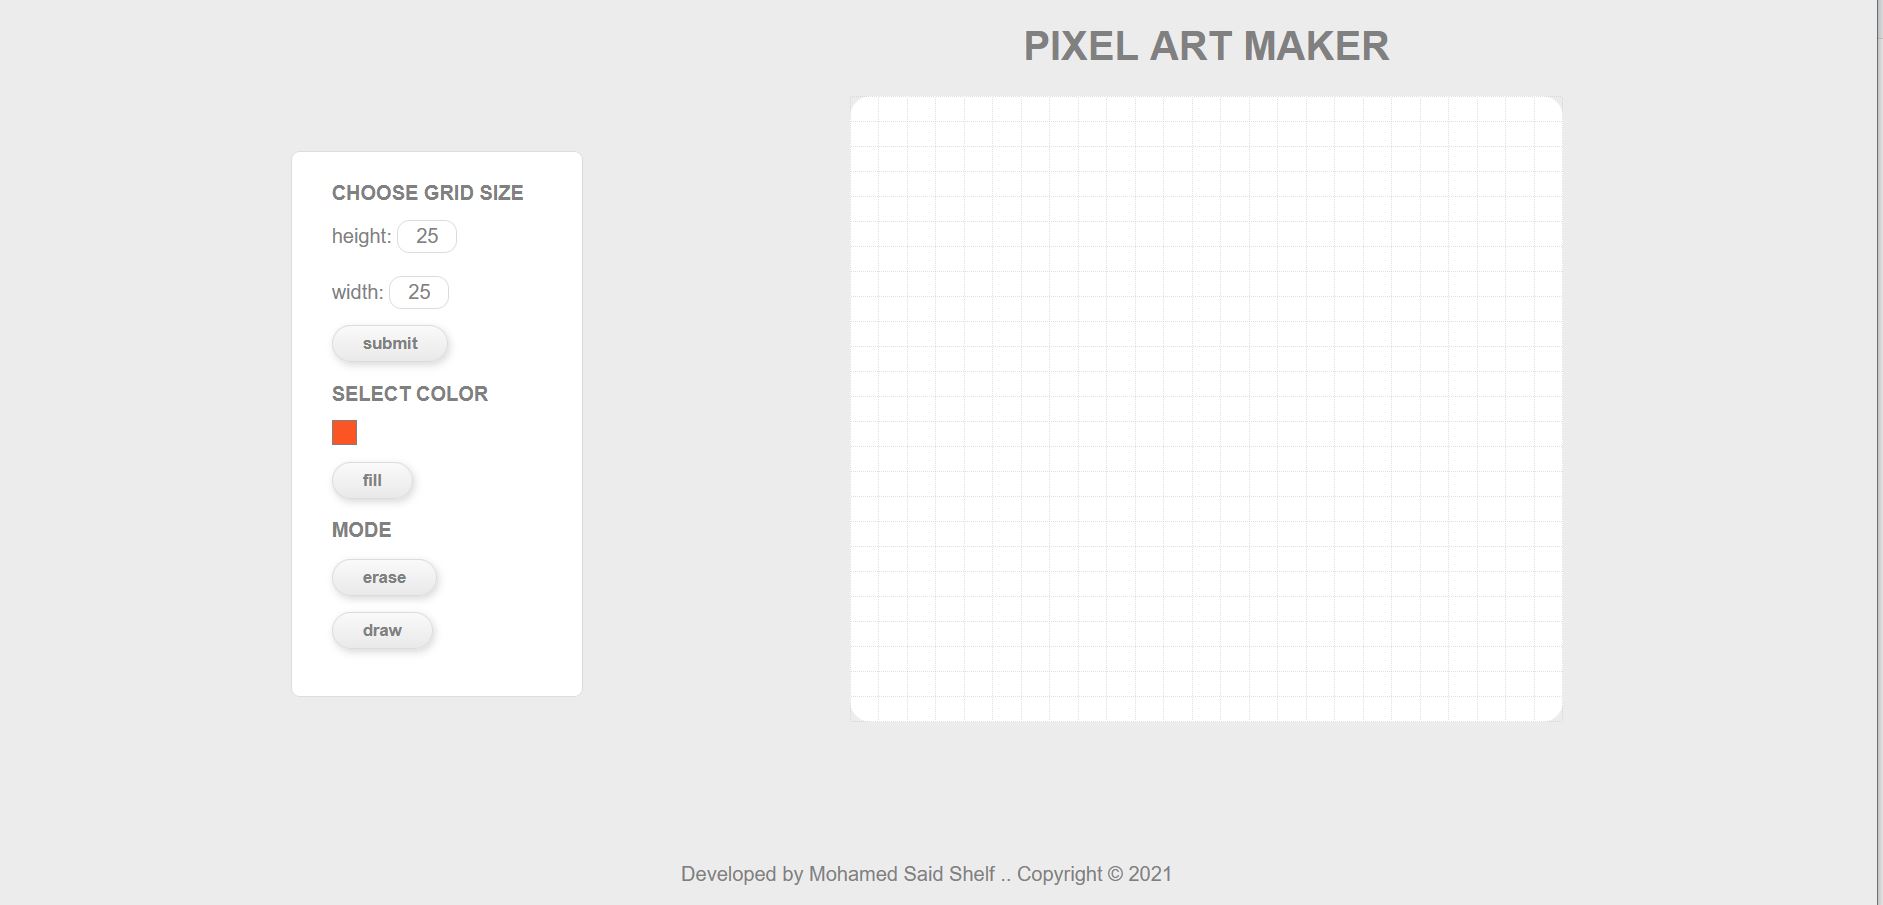 PIXEL ART MAKER
CHOOSE GRID SIZE
height: 25
width: 25
submit
SELECT COLOR
fill
MODE
erase
draw
Developed by Mohamed Said Shelf .. Copyright © 2021